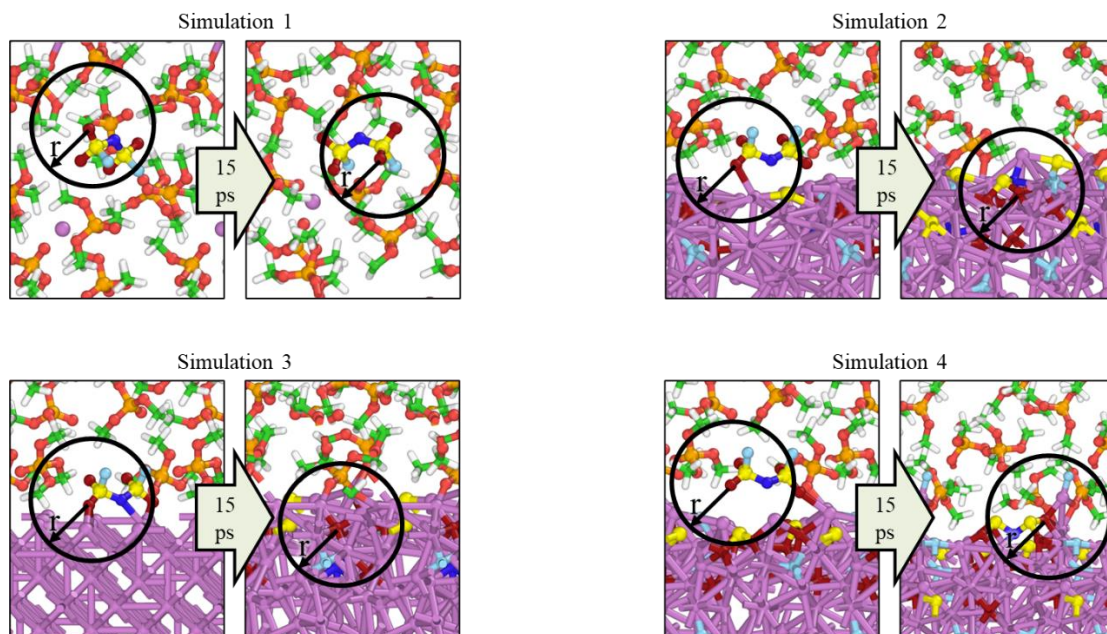 Simulation 1
Simulation 2
r
15
ps
r
r
15
ps
r
Simulation 3
Simulation 4
r
15
ps
r
r
15
ps
r